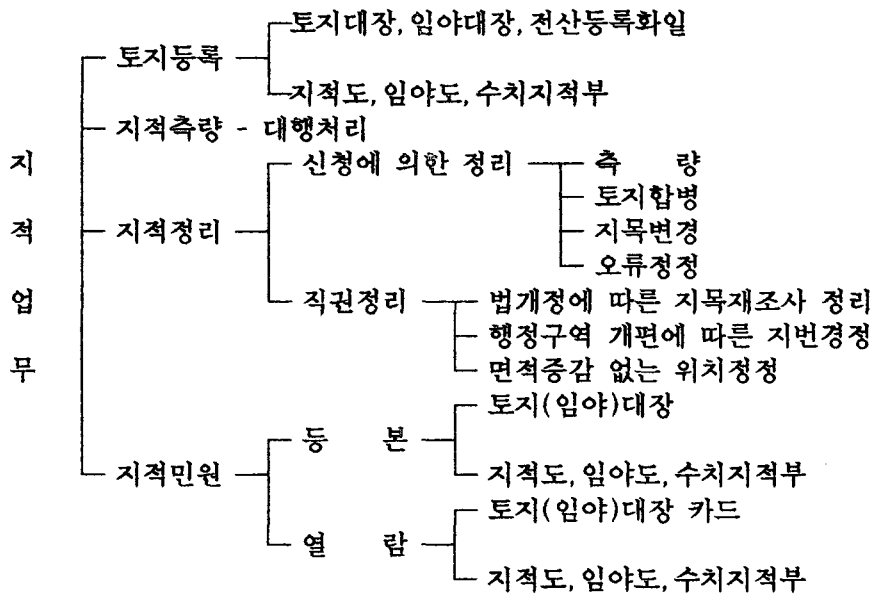 토지대장, 임야대장, 전산등록화일
토지등록
지적도, 임야도, 수치지적부
지적측량 - 대행처리
지적업무
신청에 의한 정리
측 량
토지합병
지적정리
지목변경
오류정정
직권정리
법개정에 따른 지목재조사 정리
행정구역 개편에 따른 지번경정
면적증감 없는 위치정정
토지(임야)대장
등 본
지적민원
지적도, 임야도, 수치지적부
토지(임야)대장 카드
열 람
지적도, 임야도, 수치지적부